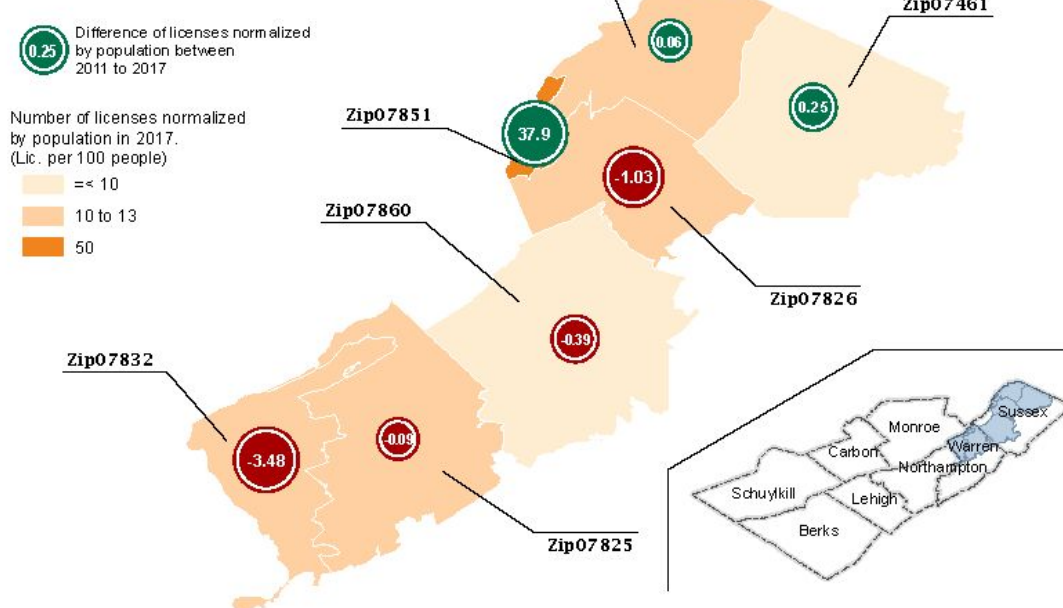 0.25
Difference of licenses normalized
by population between
2011 to 2017
Number of licenses normalized
by population in 2017.
(Lic. per 100 people)
=< 10
10 to 13
50
Zip07461
0.06
0.25
Zip07851
37.9
-1.03
Zip07860
Zip07826
-0.39
Zip07832
-3.48
-0.09
Zip07825
Sussex
Monroe
Warren
Carbon
Northampton
Schuylkill
Lehigh
Berks